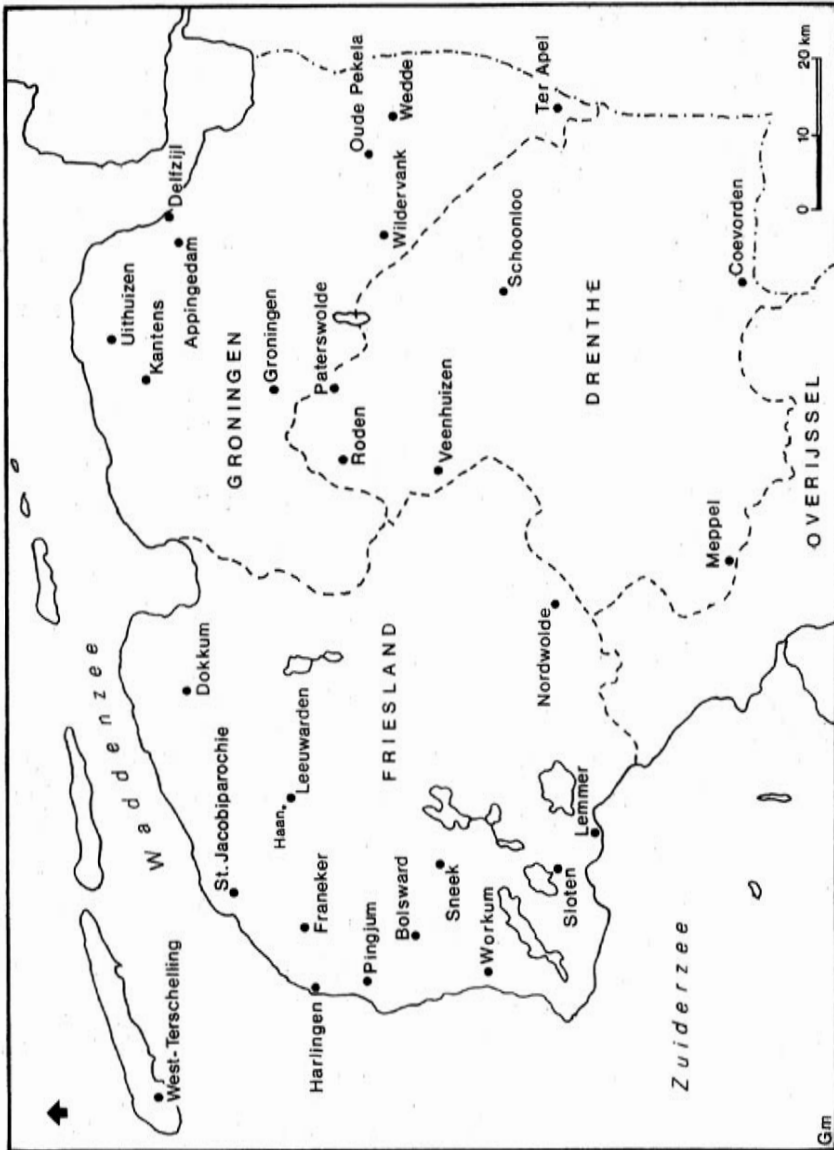 Waddenzee
West-Terschelling
Uithuizen
Kantens
Delfzijl
Appingedam
Dokkum
St.Jacobiparochie
GRONINGEN
Groningen
Haan.
Leeuwarden
Franeker
Harlingen
Paterswolde
Roden
Oude Pekela
Wedde
Wildervank
Pingjum
FRIESLAND
Bolsward
Sneek
Veenhuizen
Workum
Schoonloo
Ter Apel
Nordwolde
Sloten
Lemmer
DRENTHE
Zuiderzee
Meppel
Coevorden
OVERIJSSEL
0 10 20 km
Gm